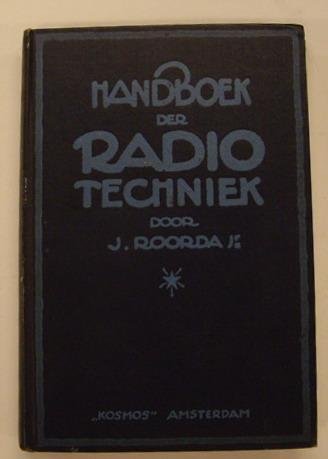 HANDBOEK
DER
RADIO
TECHNIEK
DOOR
J. ROORDA Jr.
„KOSMOS" AMSTERDAM